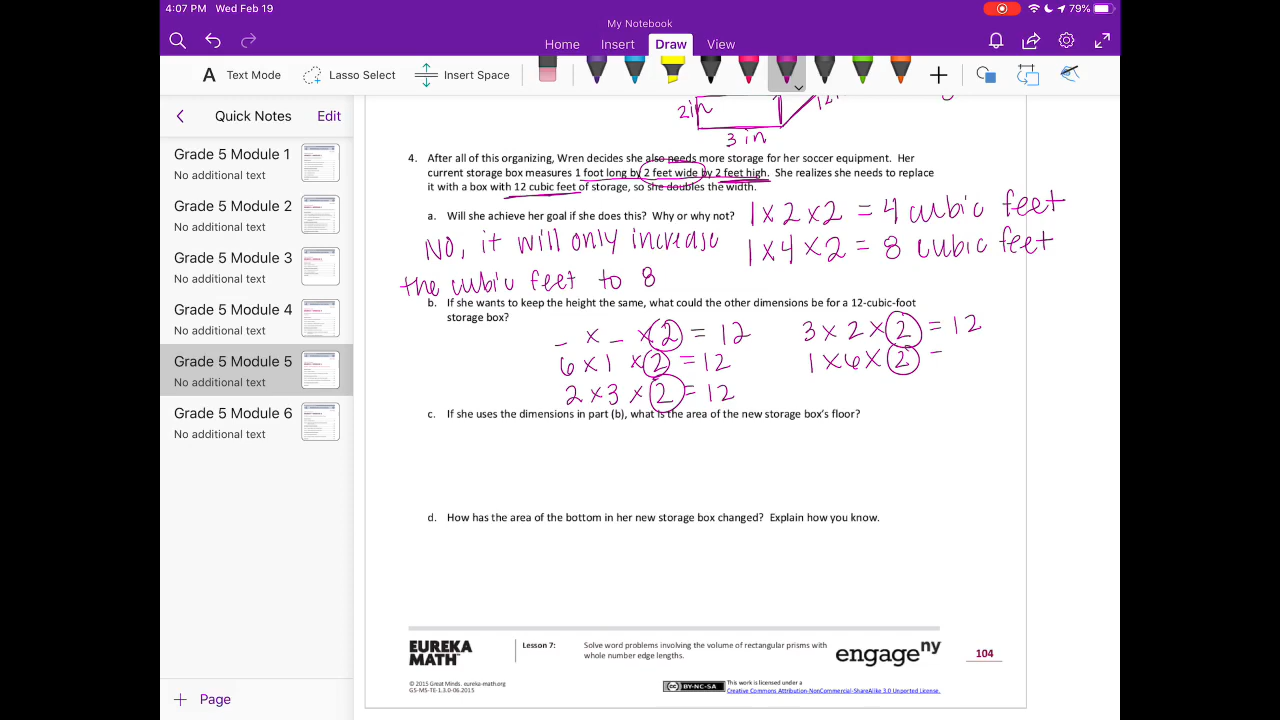 4:07 PM Wed Feb 19
79%
My Notebook
Home Insert Draw View
A Text Mode Lasso Select Insert Space
Quick Notes Edit
Grade 5 Module 1
No additional text
Grade 5 Module 2
No additional text
Grade 5 Module 3
No additional text
Grade 5 Module 4
No additional text
Grade 5 Module 5
No additional text
Grade 5 Module 6
No additional text
Page
2in
3 in
4. After all of this organizing, Writer decides she also needs more storage for her soccer equipment. Her
current storage box measures 1 foot long by 2 feet wide by 2 feet high. She realizes she needs to replace
it with a box with 12 cubic feet of storage, so she doubles the width.
a. Will she achieve her goal if she does this? Why or why not?
1 x 2 x 2 = 4 cubic feet
No, it will only increase
1 x 4 x 2 = 8 cubic feet
the cubic feet to 8
b. If she wants to keep the height the same, what could the other dimensions be for a 12-cubic-foot
storage box?
_ x _ x 2 = 12
3 x 2 x 2 = 12
6 x 1 x 2 = 12
1 x 6 x 2 =
2 x 3 x 2 = 12
c. If she uses the dimensions in part (b), what is the area of the new storage box's floor?
d. How has the area of the bottom in her new storage box changed? Explain how you know.
EUREKA
MATH™
Lesson 7: Solve word problems involving the volume of rectangular prisms with
whole number edge lengths.
engageny
104
© 2015 Great Minds. eureka-math.org
G5-M5-TE-1.3.0-06.2015
BY-NC-SA
This work is licensed under a
Creative Commons Attribution-NonCommercial-ShareAlike 3.0 Unported License.